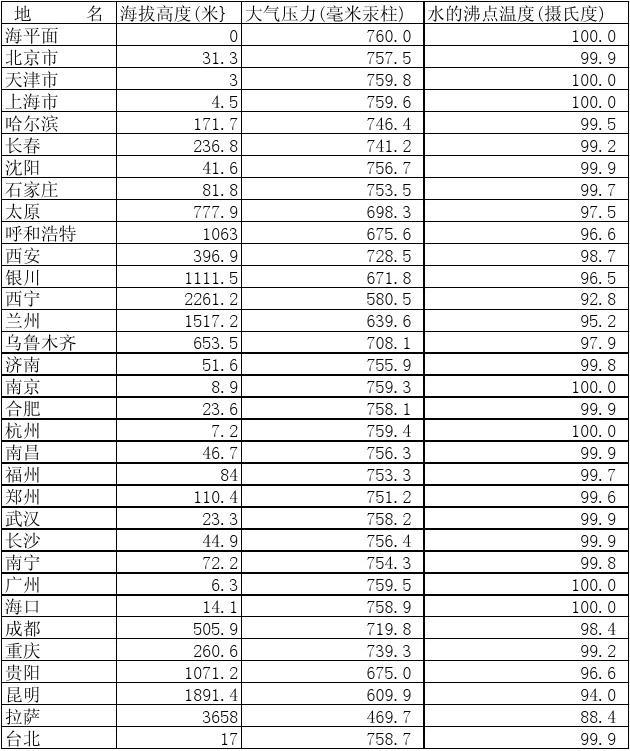 地 名 海拔高度(米} 大气压力(毫米汞柱) 水的沸点温度(摄氏度)
海平面 0 760.0 100.0
北京市 31.3 757.5 99.9
天津市 3 759.8 100.0
上海市 4.5 759.6 100.0
哈尔滨 171.7 746.4 99.5
长春 236.8 741.2 99.2
沈阳 41.6 756.7 99.9
石家庄 81.8 753.5 99.7
太原 777.9 698.3 97.5
呼和浩特 1063 675.6 96.6
西安 396.9 728.5 98.7
银川 1111.5 671.8 96.5
西宁 2261.2 580.5 92.8
兰州 1517.2 639.6 95.2
乌鲁木齐 653.5 708.1 97.9
济南 51.6 755.9 99.8
南京 8.9 759.3 100.0
合肥 23.6 758.1 99.9
杭州 7.2 759.4 100.0
南昌 46.7 756.3 99.9
福州 84 753.3 99.7
郑州 110.4 751.2 99.6
武汉 23.3 758.2 99.9
长沙 44.9 756.4 99.9
南宁 72.2 754.3 99.8
广州 6.3 759.5 100.0
海口 14.1 758.9 100.0
成都 505.9 719.8 98.4
重庆 260.6 739.3 99.2
贵阳 1071.2 675.0 96.6
昆明 1891.4 609.9 94.0
拉萨 3658 469.7 88.4
台北 17 758.7 99.9